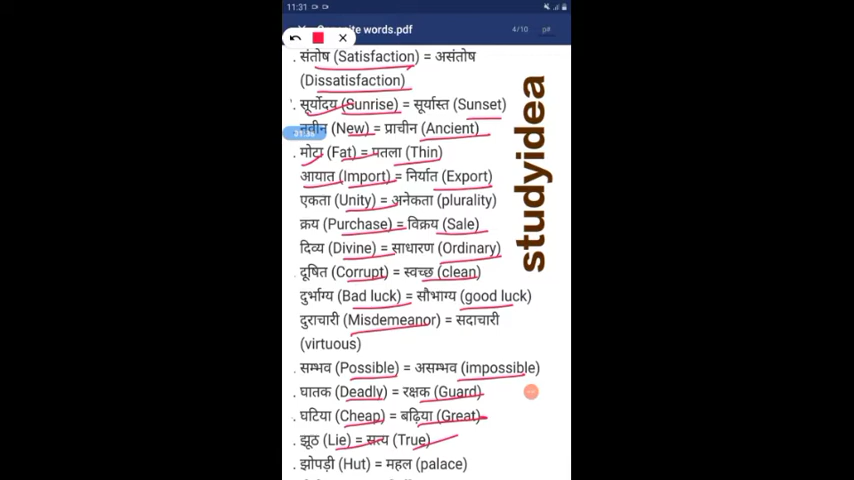 11:31
words.pdf
4/10
. संतोष (Satisfaction) = असंतोष
(Dissatisfaction)
सूर्योदय (Sunrise) = सूर्यास्त (Sunset)
नवीन (New) = प्राचीन (Ancient)
. मोटा (Fat) = पतला (Thin)
आयात (Import) = निर्यात (Export)
एकता (Unity) = अनेकता (plurality)
क्रय (Purchase) = विक्रय (Sale)
दिव्य (Divine) = साधारण (Ordinary)
. दूषित (Corrupt) = स्वच्छ (clean)
दुर्भाग्य (Bad luck) = सौभाग्य (good luck)
दुराचारी (Misdemeanor) = सदाचारी
(virtuous)
. सम्भव (Possible) = असम्भव (impossible)
. घातक (Deadly) = रक्षक (Guard)
. घटिया (Cheap) = बढ़िया (Great)
. झूठ (Lie) = सत्य (True)
. झोपड़ी (Hut) = महल (palace)
studyidea